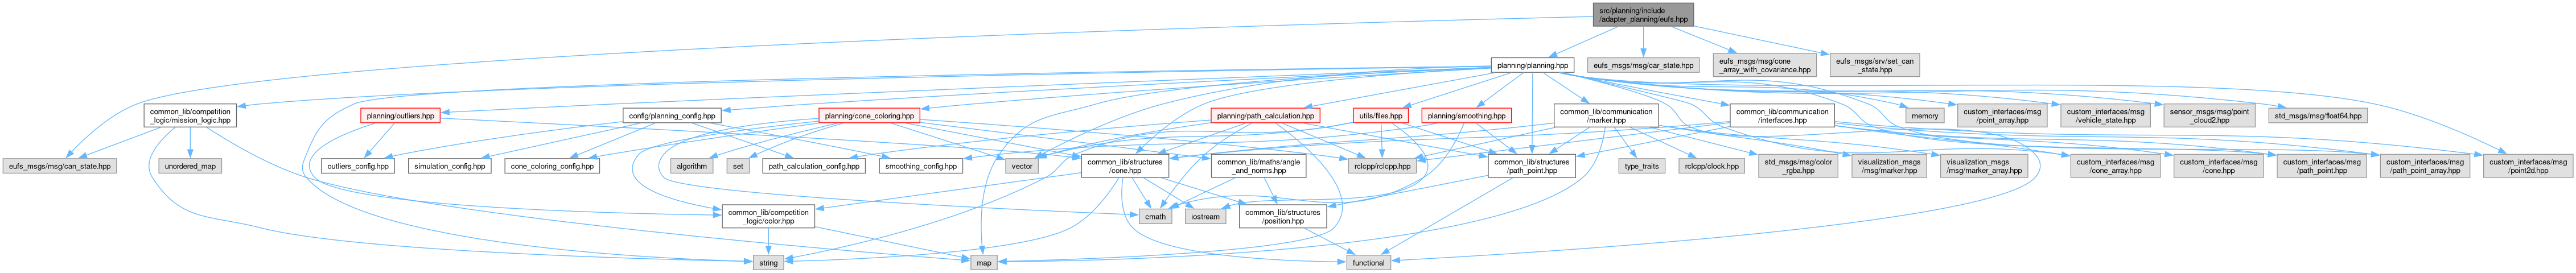 src/planning/include
/adapter_planning/eufs.hpp
planning/planning.hpp
eufs_msgs/msg/car_state.hpp
eufs_msgs/msg/cone
_array_with_covariance.hpp
eufs_msgs/srv/set_can
_state.hpp
common_lib/competition
_logic/mission_logic.hpp
planning/outliers.hpp
config/planning_config.hpp
planning/cone_coloring.hpp
planning/path_calculation.hpp
utils/files.hpp
planning/smoothing.hpp
common_lib/communication
/marker.hpp
common_lib/communication
/interfaces.hpp
memory
custom_interfaces/msg
/point_array.hpp
custom_interfaces/msg
/vehicle_state.hpp
sensor_msgs/msg/point
_cloud2.hpp
std_msgs/msg/float64.hpp
eufs_msgs/msg/can_state.hpp
unordered_map
outliers_config.hpp
simulation_config.hpp
cone_coloring_config.hpp
algorithm
set
path_calculation_config.hpp
smoothing_config.hpp
vector
common_lib/structures
/cone.hpp
common_lib/maths/angle
_and_norms.hpp
rclcpp/rclcpp.hpp
common_lib/structures
/path_point.hpp
type_traits
rclcpp/clock.hpp
std_msgs/msg/color
_rgba.hpp
visualization_msgs
/msg/marker.hpp
visualization_msgs
/msg/marker_array.hpp
custom_interfaces/msg
/cone_array.hpp
custom_interfaces/msg
/cone.hpp
custom_interfaces/msg
/path_point.hpp
custom_interfaces/msg
/path_point_array.hpp
custom_interfaces/msg
/point2d.hpp
common_lib/competition
_logic/color.hpp
cmath
iostream
common_lib/structures
/position.hpp
string
map
functional